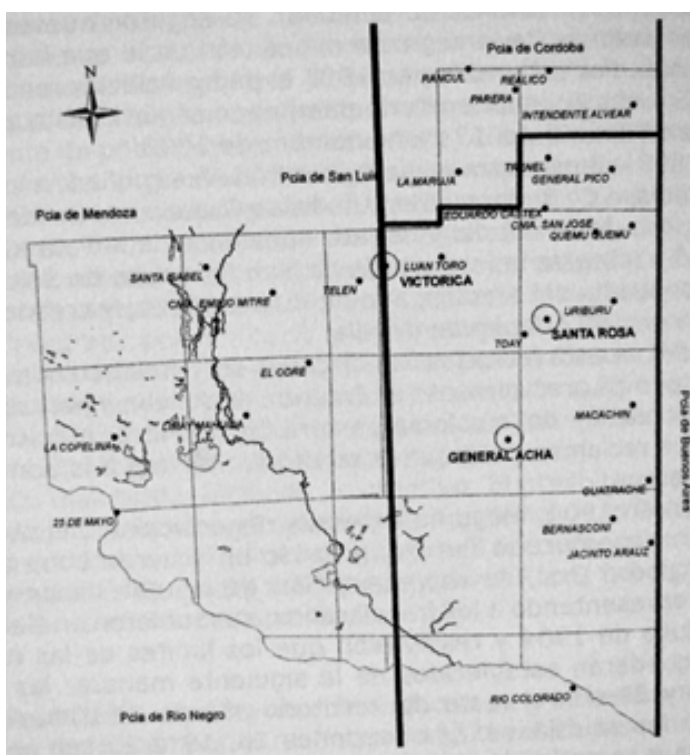 Pcia de Cordoba
N
RANCUL
REALICO
PARERA
INTENDENTE ALVEAR
Pcia de San Luis
TRENEL
LA MARUJA
GENERAL PICO
Pcia de Mendoza
EDUARDO CASTEX
CNIA. SAN JOSE
QUEMU QUEMU
SANTA ISABEL
LUAN TORO
TELEN
VICTORICA
CNIA. EMILIO MITRE
URIBURU
SANTA ROSA
TOAY
MACACHIN
LA COPELINA
GENERAL ACHA
Pcia de Buenos Aires
GUATRACHE
25 DE MAYO
BERNASCONI
JACINTO ARAUZ
RIO COLORADO
Pcia de Rio Negro